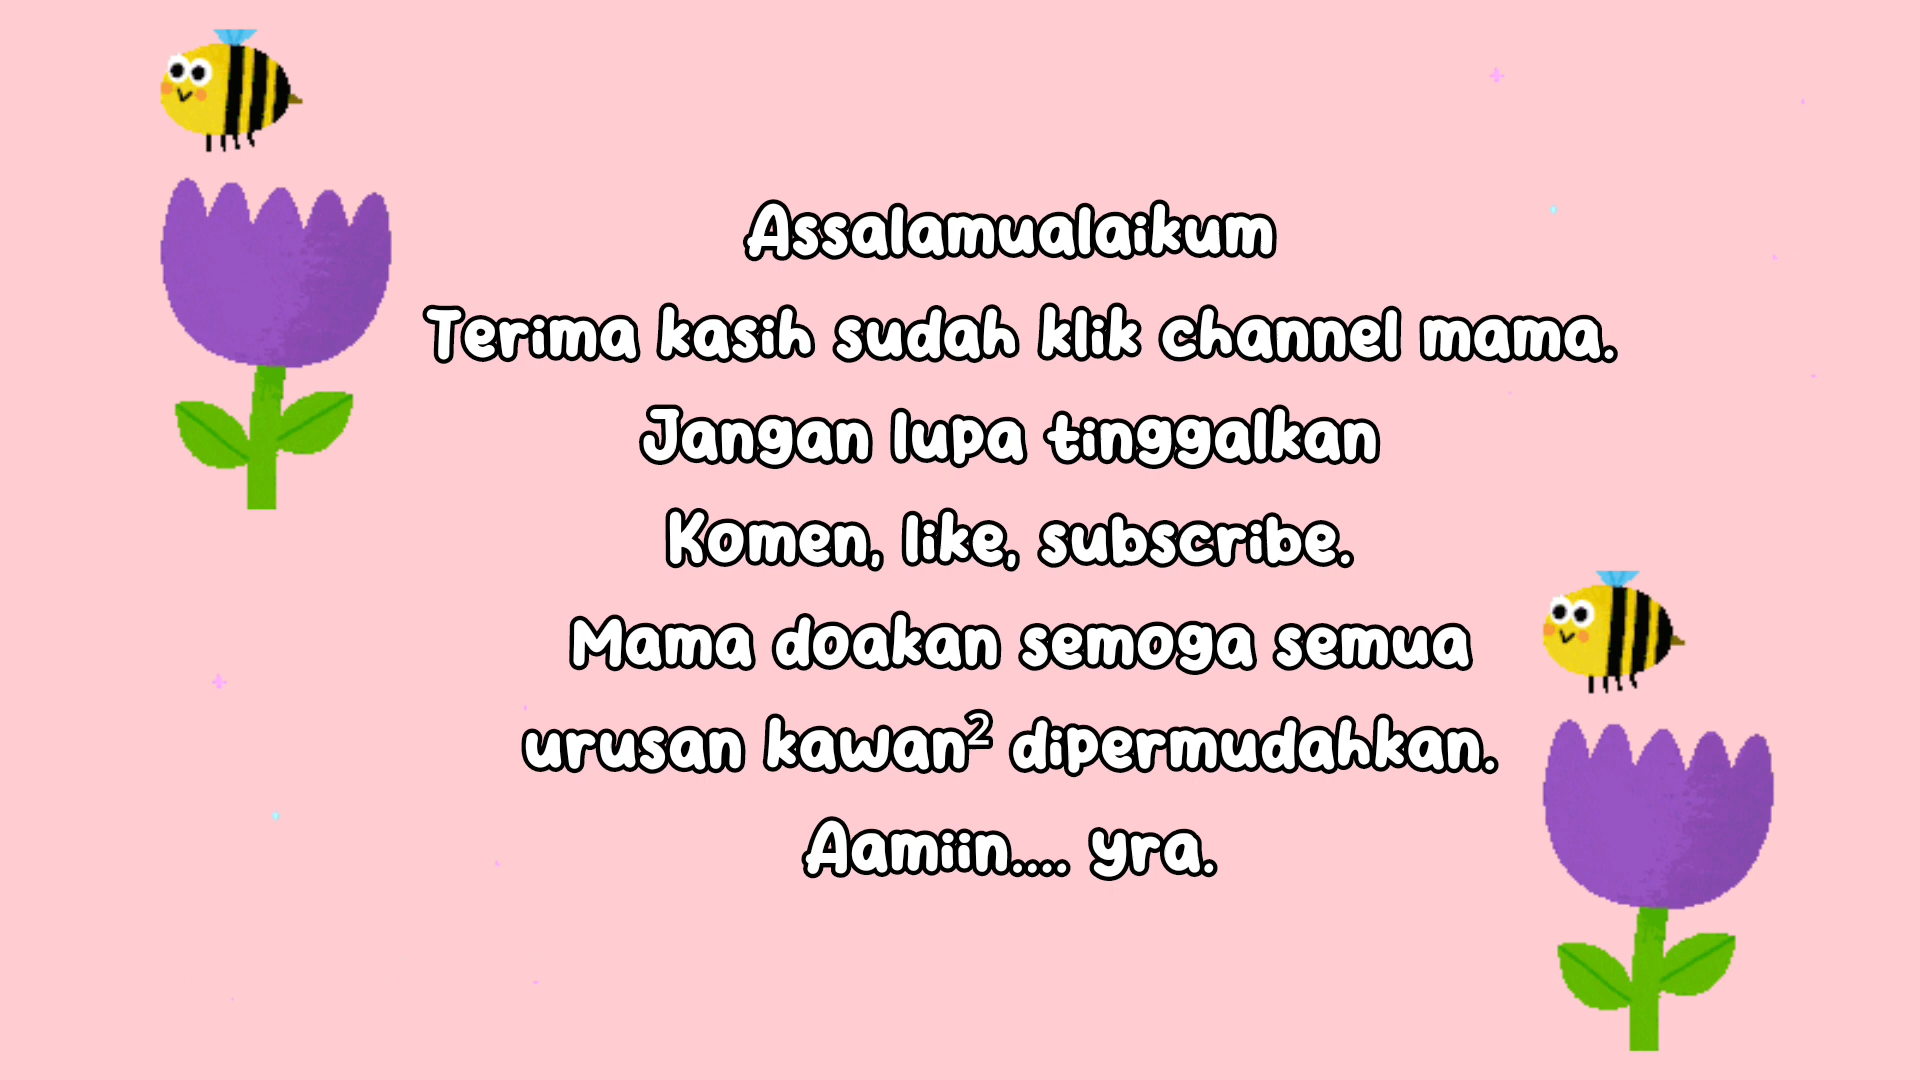 Assalamualaikum
Terima kasih sudah klik channel mama.
Jangan lupa tinggalkan
Komen, like, subscribe.
Mama doakan semoga semua
urusan kawan² dipermudahkan.
Aamiin.... yra.